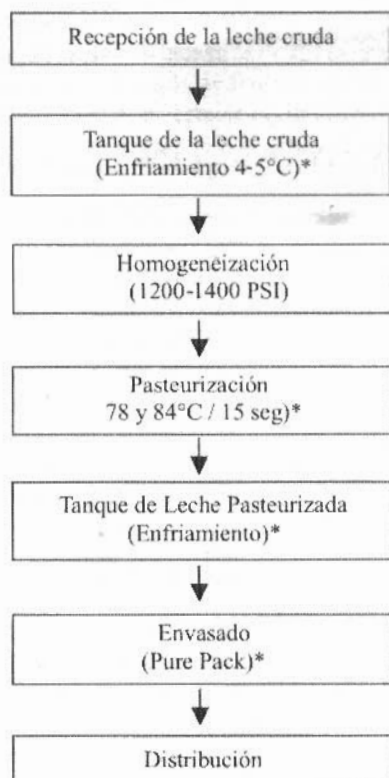 Recepción de la leche cruda
Tanque de la leche cruda
(Enfriamiento 4-5°C)*
Homogeneización
(1200-1400 PSI)
Pasteurización
78 y 84°C / 15 seg)*
Tanque de Leche Pasteurizada
(Enfriamiento)*
Envasado
(Pure Pack)*
Distribución